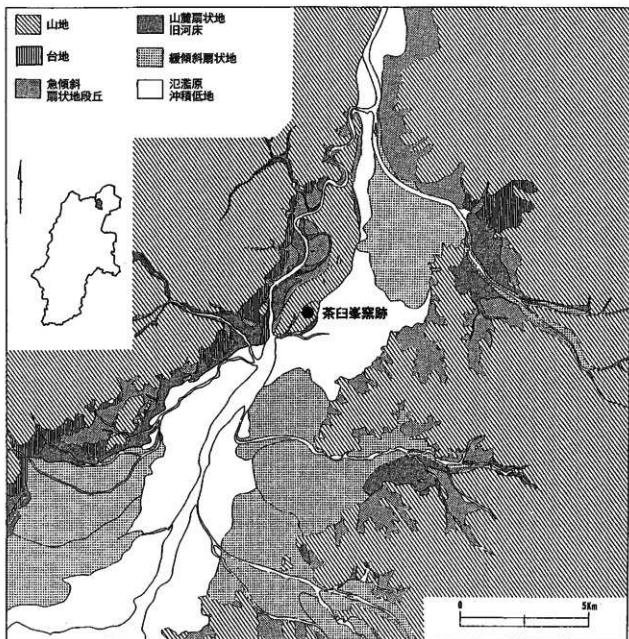 山地
台地
急傾斜
扇状地段丘
山麓扇状地
旧河床
緩傾斜扇状地
氾濫原
沖積低地
茶臼峯窯跡
0 5Km